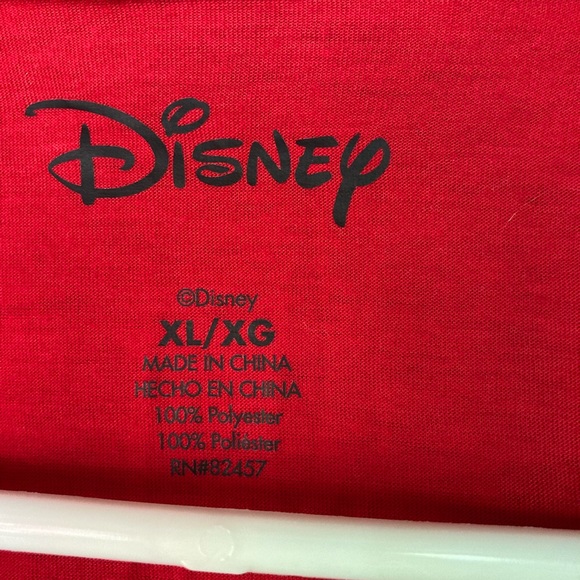 Disney
©Disney
XL/XG
MADE IN CHINA
HECHO EN CHINA
100% Polyester
100% Poliéster
RN#82457